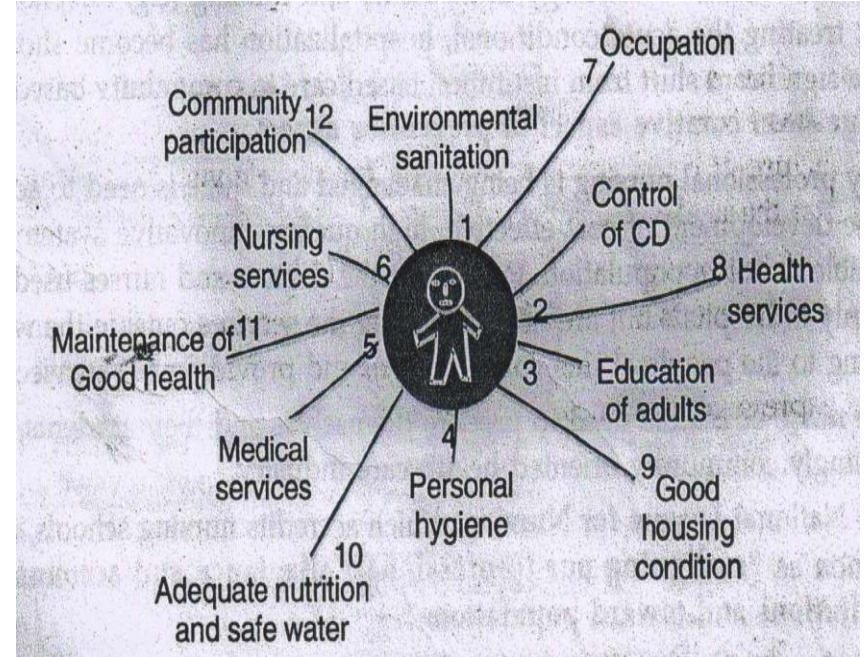 Occupation
7
Community 12
participation
Environmental
sanitation
1
Control
of CD
Nursing
services
6
8 Health
services
2
Maintenance of 11
Good health
5
3
Education
of adults
Medical
services
4
Personal
hygiene
9
Good
housing
condition
10
Adequate nutrition
and safe water